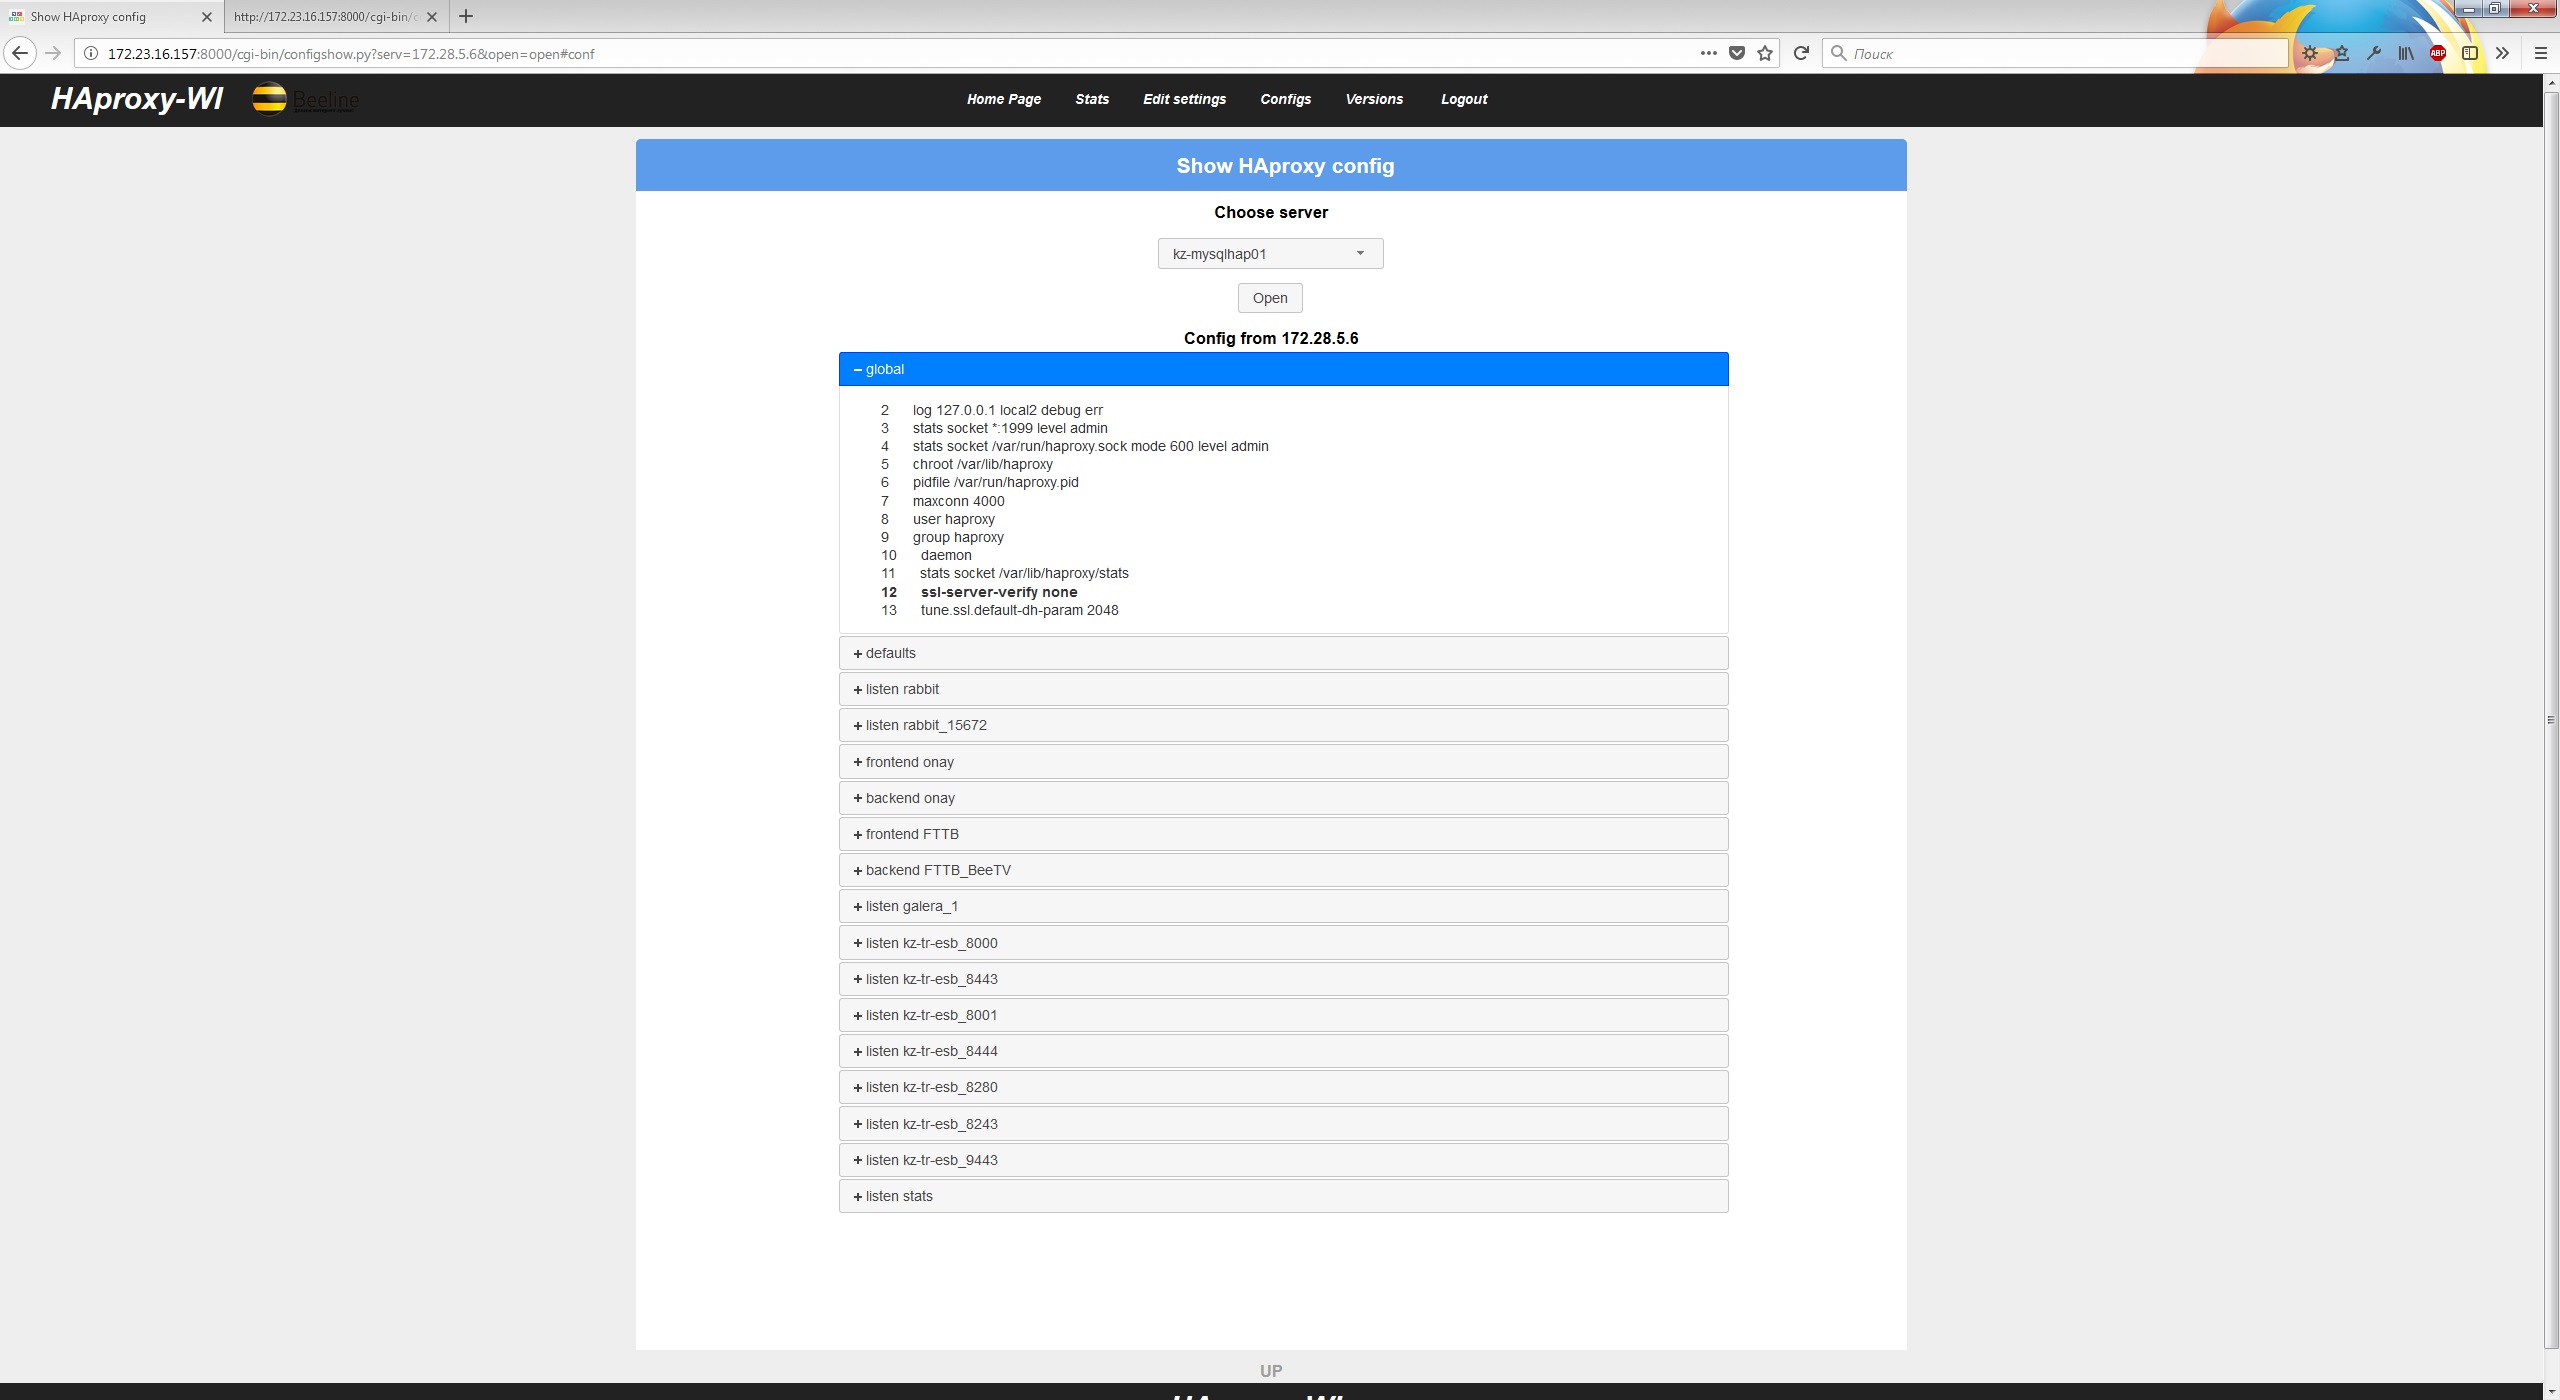 Show HAproxy config
http://172.23.16.157:8000/cgi-bin/c
172.23.16.157:8000/cgi-bin/configshow.py?serv=172.28.5.6&open=open#conf
Поиск
ABP
HAproxy-WI
Beeline
Home Page
Stats
Edit settings
Configs
Versions
Logout
Show HAproxy config
Choose server
kz-mysqlhap01
Open
Config from 172.28.5.6
global
2 log 127.0.0.1 local2 debug err
3 stats socket *:1999 level admin
4 stats socket /var/run/haproxy.sock mode 600 level admin
5 chroot /var/lib/haproxy
6 pidfile /var/run/haproxy.pid
7 maxconn 4000
8 user haproxy
9 group haproxy
10 daemon
11 stats socket /var/lib/haproxy/stats
12 ssl-server-verify none
13 tune.ssl.default-dh-param 2048
defaults
listen rabbit
listen rabbit_15672
frontend onay
backend onay
frontend FTTB
backend FTTB_BeeTV
listen galera_1
listen kz-tr-esb_8000
listen kz-tr-esb_8443
listen kz-tr-esb_8001
listen kz-tr-esb_8444
listen kz-tr-esb_8280
listen kz-tr-esb_8243
listen kz-tr-esb_9443
listen stats
UP